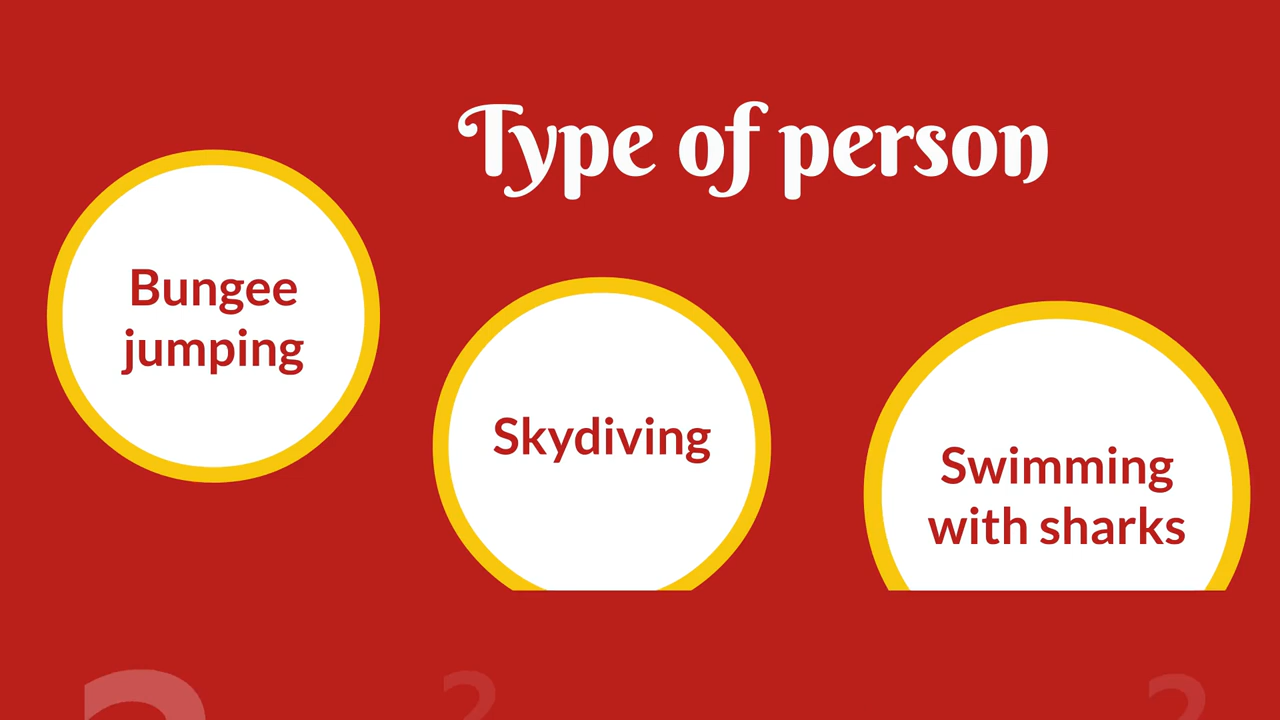 Type of person
Bungee
jumping
Skydiving
Swimming
with sharks